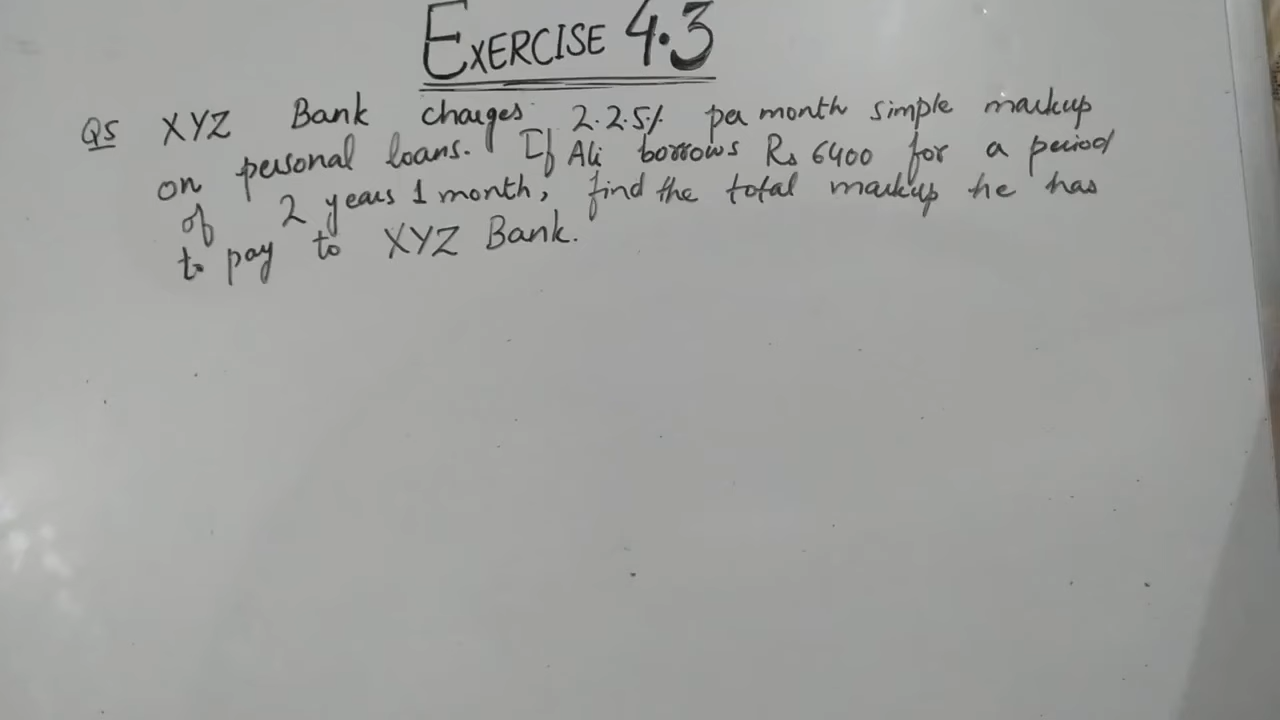 EXERCISE 4.3
Q5 XYZ Bank charges 2.25% per month simple markup
on personal loans. If Ali borrows Rs 6400 for a period
of 2 years 1 month, find the total markup he has
to pay to XYZ Bank.